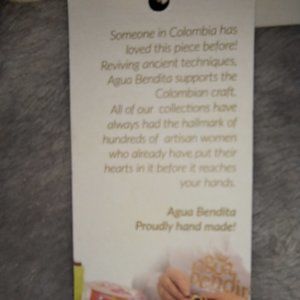 Someone in Colombia has
loved this piece before!
Reviving ancient techniques,
Agua Bendita supports the
Colombian craft.
All of our collections have
always had the hallmark of
hundreds of artisan women
who already have put their
hearts in it before it reaches
your hands.
Agua Bendita
Proudly hand made!